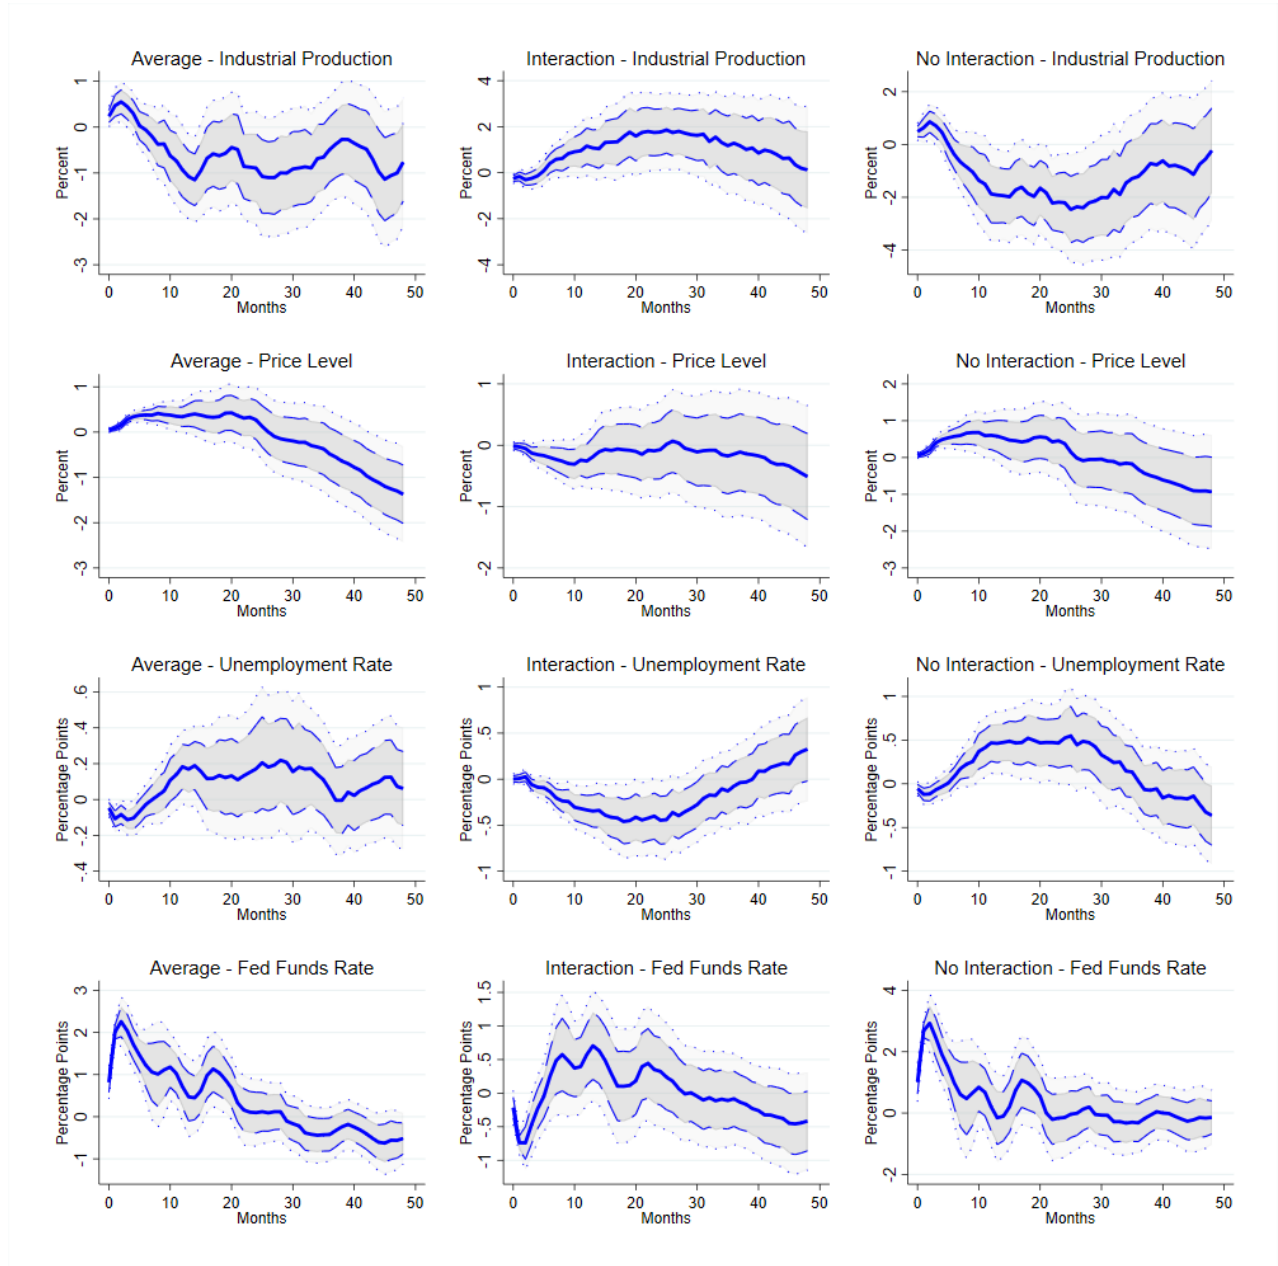 Average - Industrial Production
Percent
1
0
-1
-2
-3
0 10 20 30 40 50
Months
Interaction - Industrial Production
Percent
4
2
0
-2
-4
0 10 20 30 40 50
Months
No Interaction - Industrial Production
Percent
2
0
-2
-4
0 10 20 30 40 50
Months
Average - Price Level
Percent
1
0
-1
-2
-3
0 10 20 30 40 50
Months
Interaction - Price Level
Percent
1
0
-1
-2
0 10 20 30 40 50
Months
No Interaction - Price Level
Percent
2
1
0
-1
-2
-3
0 10 20 30 40 50
Months
Average - Unemployment Rate
Percentage Points
.6
.4
.2
0
-.2
-.4
0 10 20 30 40 50
Months
Interaction - Unemployment Rate
Percentage Points
1
.5
0
-.5
-1
0 10 20 30 40 50
Months
No Interaction - Unemployment Rate
Percentage Points
1
.5
0
-.5
-1
0 10 20 30 40 50
Months
Average - Fed Funds Rate
Percentage Points
3
2
1
0
-1
0 10 20 30 40 50
Months
Interaction - Fed Funds Rate
Percentage Points
1.5
1
.5
0
-.5
-1
0 10 20 30 40 50
Months
No Interaction - Fed Funds Rate
Percentage Points
4
2
0
-2
0 10 20 30 40 50
Months